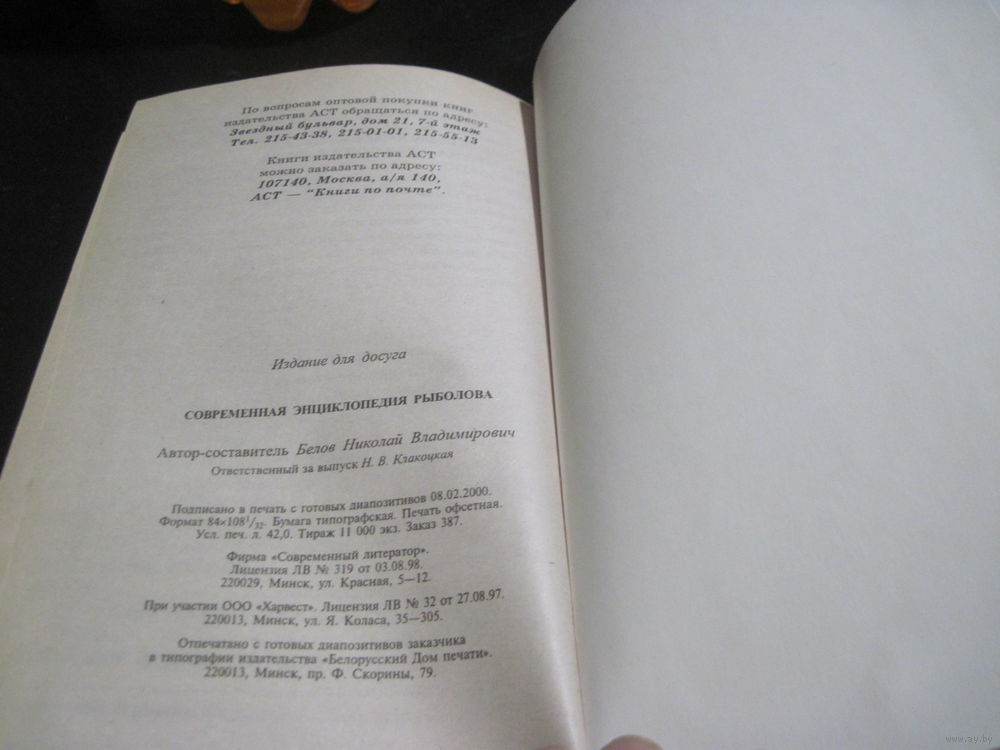 По вопросам оптовой покупки книг
издательства АСТ обращаться по адресу:
Звездный бульвар, дом 21, 7-й этаж
Тел. 215-43-38, 215-01-01, 215-55-13
Книги издательства АСТ
можно заказать по адресу:
107140, Москва, а/я 140,
АСТ — "Книги по почте".
Издание для досуга
СОВРЕМЕННАЯ ЭНЦИКЛОПЕДИЯ РЫБОЛОВА
Автор-составитель Белов Николай Владимирович
Ответственный за выпуск Н. В. Клакоцкая
Подписано в печать с готовых диапозитивов 08.02.2000.
Формат 84×108¹/₃₂. Бумага типографская. Печать офсетная.
Усл. печ. л. 42,0. Тираж 11 000 экз. Заказ 387.
Фирма «Современный литератор».
Лицензия ЛВ № 319 от 03.08.98.
220029, Минск, ул. Красная, 5—12.
При участии ООО «Харвест». Лицензия ЛВ № 32 от 27.08.97.
220013, Минск, ул. Я. Коласа, 35—305.
Отпечатано с готовых диапозитивов заказчика
в типографии издательства «Белорусский Дом печати».
220013, Минск, пр. Ф. Скорины, 79.
www.ay.by